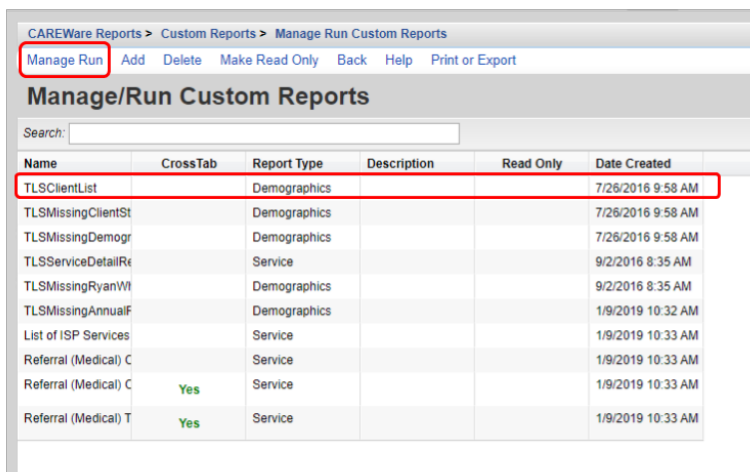 CAREWare Reports > Custom Reports > Manage Run Custom Reports
Manage Run Add Delete Make Read Only Back Help Print or Export
Manage/Run Custom Reports
Search:
Name CrossTab Report Type Description Read Only Date Created
TLSClientList Demographics 7/26/2016 9:58 AM
TLSMissingClientSt Demographics 7/26/2016 9:58 AM
TLSMissingDemogr Demographics 7/26/2016 9:58 AM
TLSServiceDetailRe Service 9/2/2016 8:35 AM
TLSMissingRyanWh Demographics 9/2/2016 8:35 AM
TLSMissingAnnualF Demographics 1/9/2019 10:32 AM
List of ISP Services Service 1/9/2019 10:33 AM
Referral (Medical) C Service 1/9/2019 10:33 AM
Referral (Medical) C Yes Service 1/9/2019 10:33 AM
Referral (Medical) T Yes Service 1/9/2019 10:33 AM